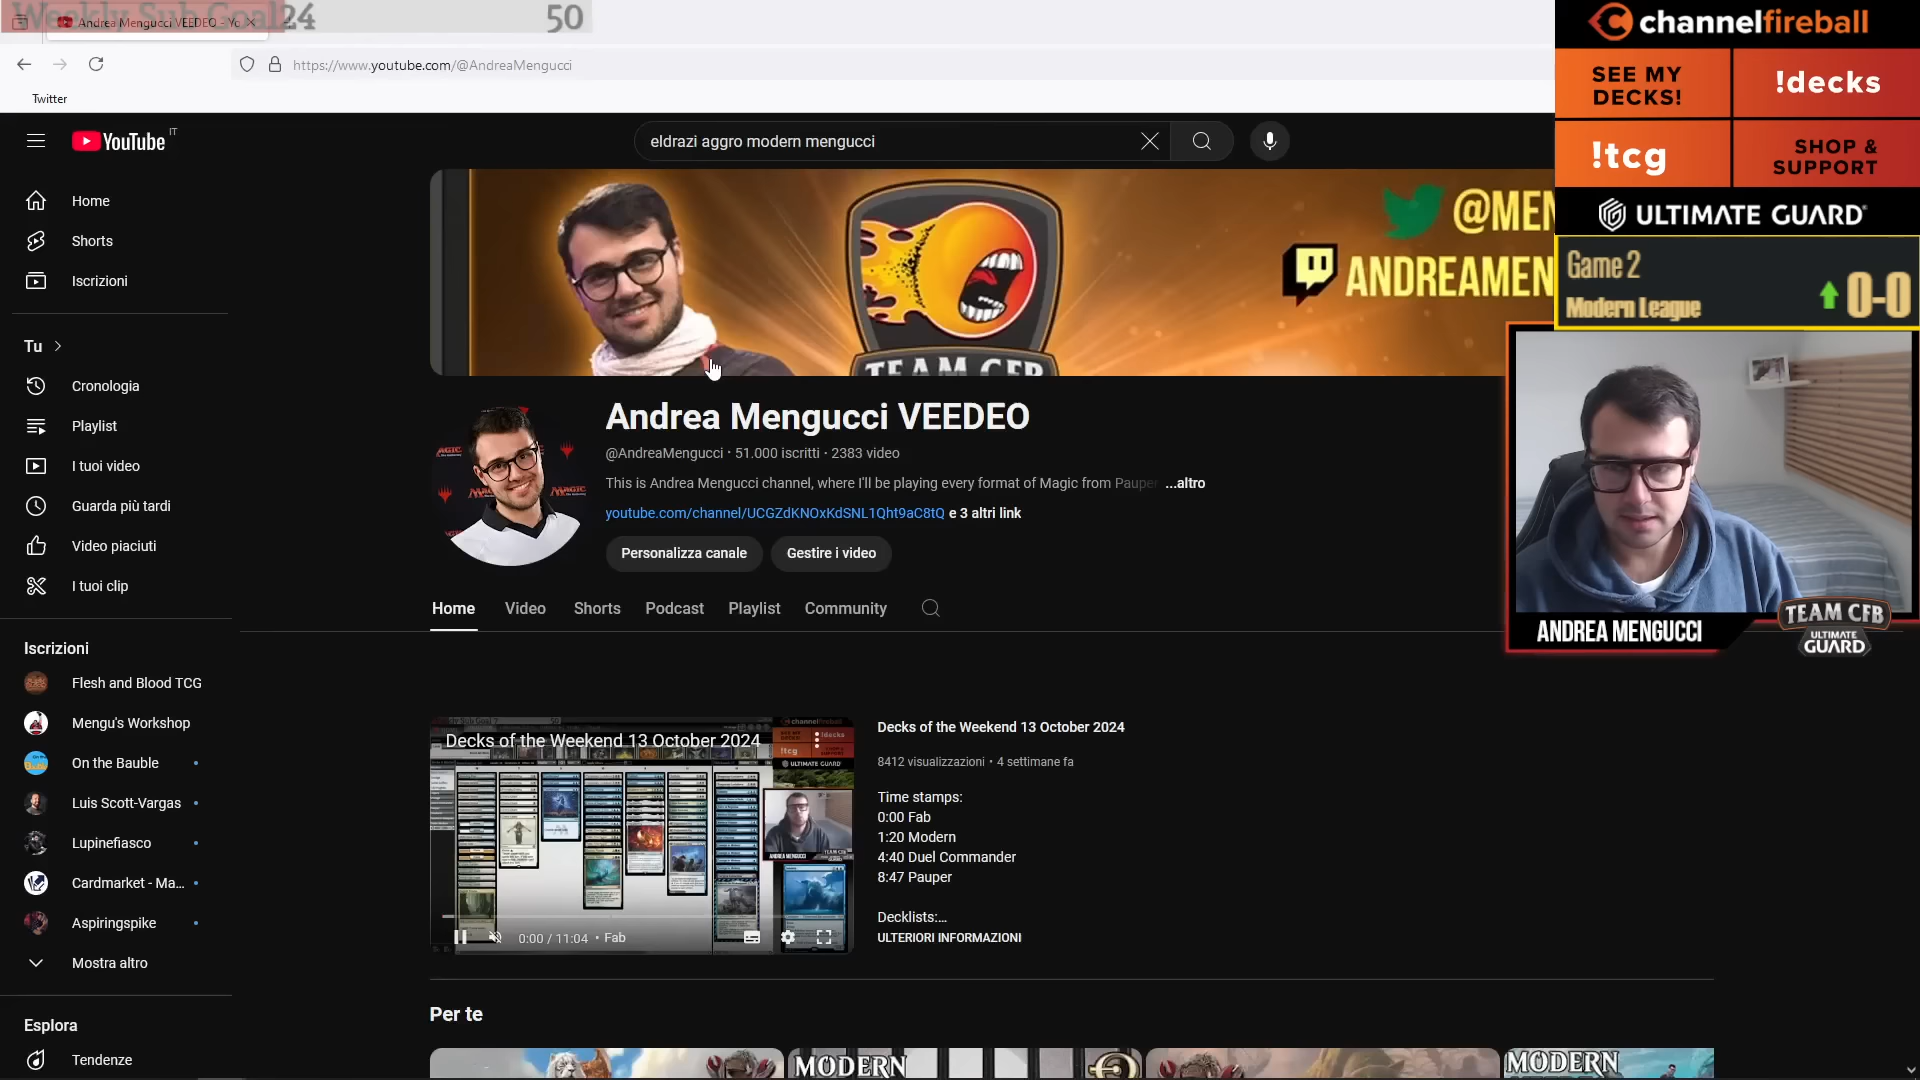 Weekly Sub Goal 24 50
Andrea Mengucci VEEDEO - Yo
https://www.youtube.com/@AndreaMengucci
Twitter
YouTube IT
eldrazi aggro modern mengucci
Home
Shorts
Iscrizioni
Tu
Cronologia
Playlist
I tuoi video
Guarda più tardi
Video piaciuti
I tuoi clip
Iscrizioni
Flesh and Blood TCG
Mengu's Workshop
On the Bauble
Luis Scott-Vargas
Lupinefiasco
Cardmarket - Ma...
Aspiringspike
Mostra altro
Esplora
Tendenze
@MEN
ANDREAMEN
TEAM CFB
Andrea Mengucci VEEDEO
@AndreaMengucci • 51.000 iscritti • 2383 video
This is Andrea Mengucci channel, where I'll be playing every format of Magic from Pauper ...altro
youtube.com/channel/UCGZdKNOxKdSNL1Qht9aC8tQ e 3 altri link
Personalizza canale
Gestire i video
Home Video Shorts Podcast Playlist Community
Decks of the Weekend 13 October 2024
0:00 / 11:04 • Fab
Decks of the Weekend 13 October 2024
8412 visualizzazioni • 4 settimane fa
Time stamps:
0:00 Fab
1:20 Modern
4:40 Duel Commander
8:47 Pauper
Decklists:...
ULTERIORI INFORMAZIONI
Per te
MODERN
MODERN
channelfireball
SEE MY
DECKS!
!decks
!tcg
SHOP &
SUPPORT
ULTIMATE GUARD
Game 2
Modern League
0-0
ANDREA MENGUCCI
TEAM CFB
ULTIMATE
GUARD